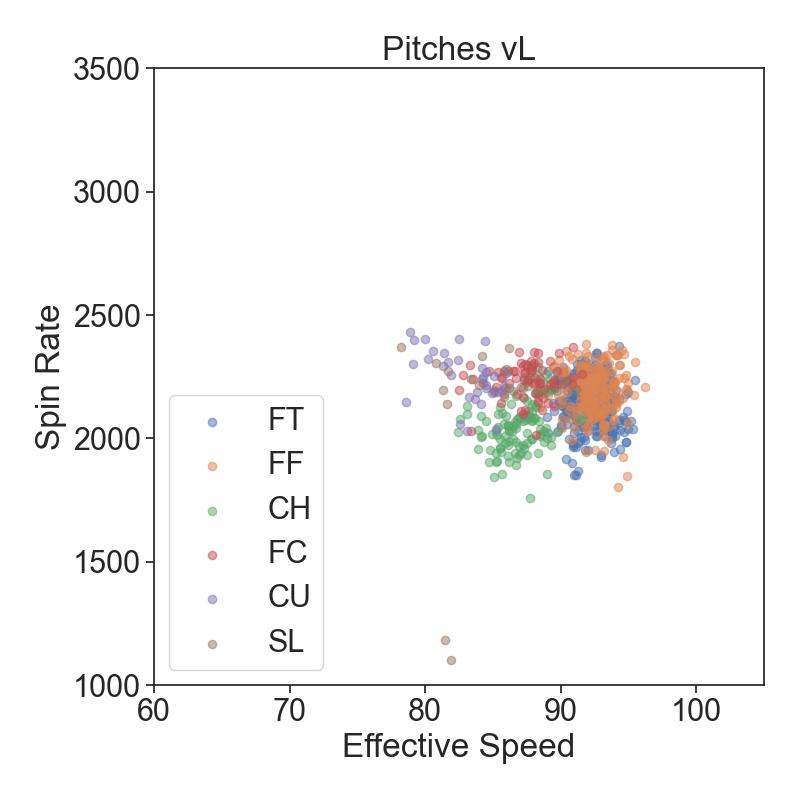 Pitches vL
3500
3000
2500
2000
1500
1000
Spin Rate
FT
FF
CH
FC
CU
SL
60 70 80 90 100
Effective Speed